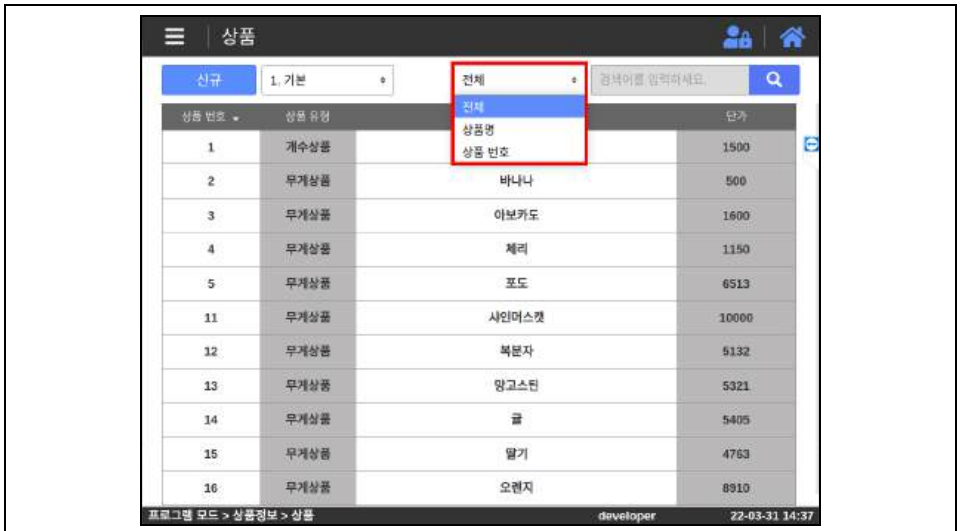 상품
신규 1. 기본 전체 검색어를 입력하세요.
전체
상품명
상품 번호
상품 번호 상품 유형 단가
1 개수상품 1500
2 무게상품 바나나 500
3 무게상품 아보카도 1600
4 무게상품 체리 1150
5 무게상품 포도 6513
11 무게상품 샤인머스캣 10000
12 무게상품 복분자 5132
13 무게상품 망고스틴 5321
14 무게상품 귤 5405
15 무게상품 딸기 4763
16 무게상품 오렌지 8910
프로그램 모드 > 상품정보 > 상품 developer 22-03-31 14:37